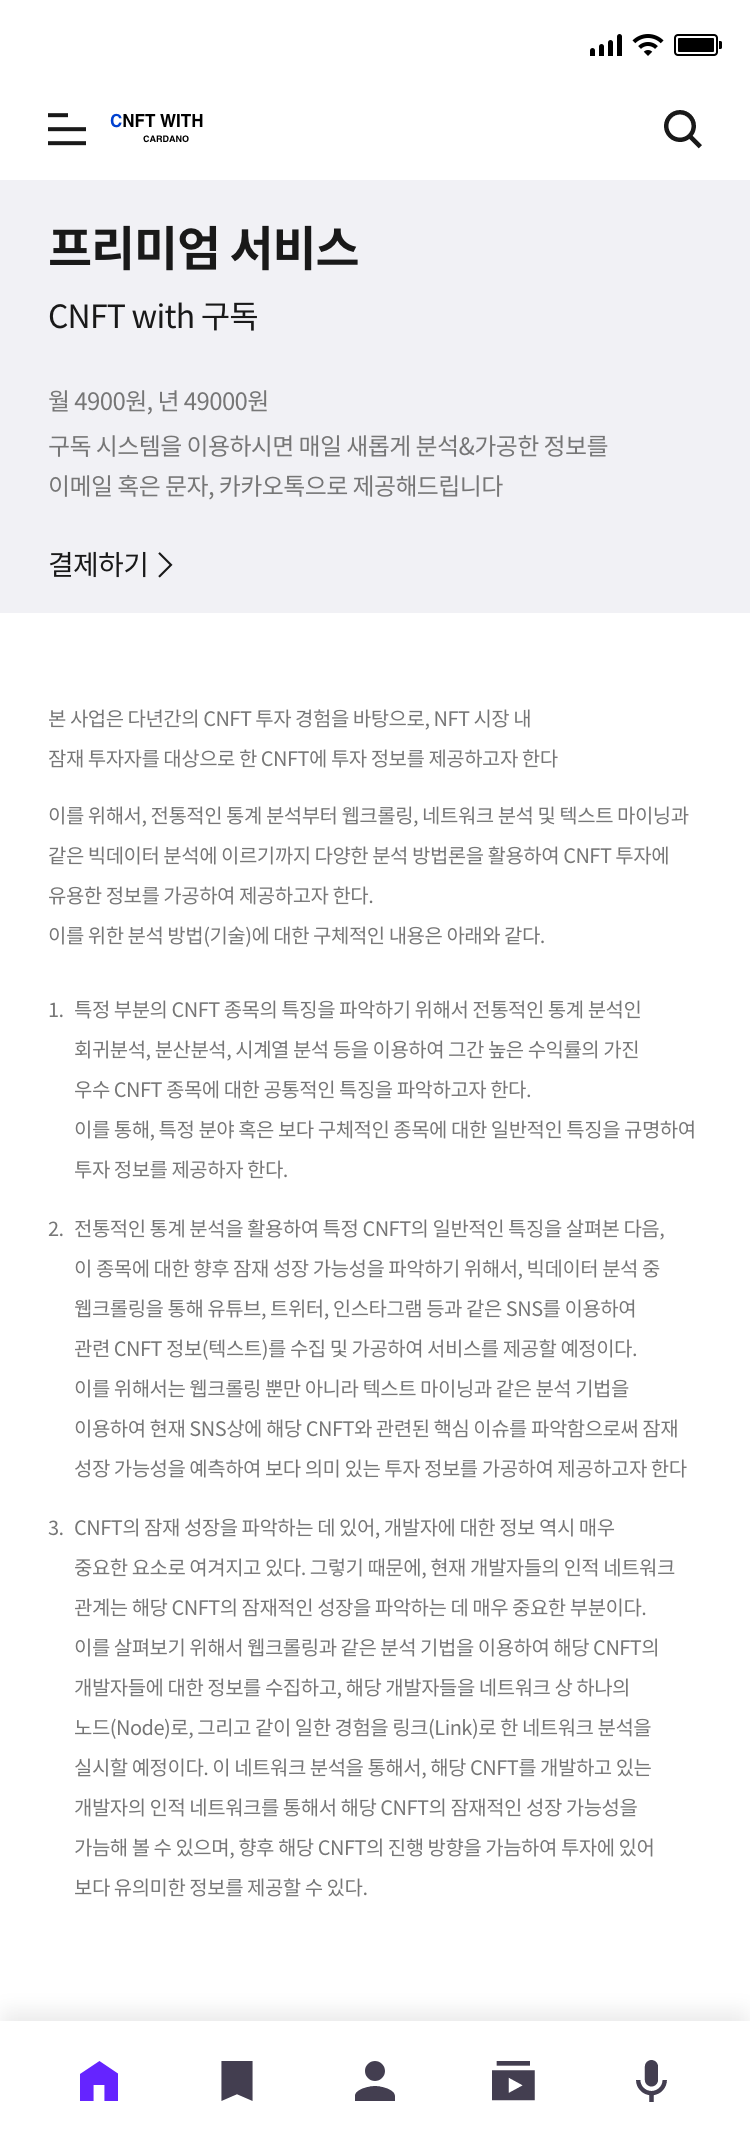 CNFT WITH
CARDANO
프리미엄 서비스
CNFT with 구독
월 4900원, 년 49000원
구독 시스템을 이용하시면 매일 새롭게 분석&가공한 정보를
이메일 혹은 문자, 카카오톡으로 제공해드립니다
결제하기
본 사업은 다년간의 CNFT 투자 경험을 바탕으로, NFT 시장 내
잠재 투자자를 대상으로 한 CNFT에 투자 정보를 제공하고자 한다
이를 위해서, 전통적인 통계 분석부터 웹크롤링, 네트워크 분석 및 텍스트 마이닝과
같은 빅데이터 분석에 이르기까지 다양한 분석 방법론을 활용하여 CNFT 투자에
유용한 정보를 가공하여 제공하고자 한다.
이를 위한 분석 방법(기술)에 대한 구체적인 내용은 아래와 같다.
1. 특정 부분의 CNFT 종목의 특징을 파악하기 위해서 전통적인 통계 분석인
회귀분석, 분산분석, 시계열 분석 등을 이용하여 그간 높은 수익률의 가진
우수 CNFT 종목에 대한 공통적인 특징을 파악하고자 한다.
이를 통해, 특정 분야 혹은 보다 구체적인 종목에 대한 일반적인 특징을 규명하여
투자 정보를 제공하자 한다.
2. 전통적인 통계 분석을 활용하여 특정 CNFT의 일반적인 특징을 살펴본 다음,
이 종목에 대한 향후 잠재 성장 가능성을 파악하기 위해서, 빅데이터 분석 중
웹크롤링을 통해 유튜브, 트위터, 인스타그램 등과 같은 SNS를 이용하여
관련 CNFT 정보(텍스트)를 수집 및 가공하여 서비스를 제공할 예정이다.
이를 위해서는 웹크롤링 뿐만 아니라 텍스트 마이닝과 같은 분석 기법을
이용하여 현재 SNS상에 해당 CNFT와 관련된 핵심 이슈를 파악함으로써 잠재
성장 가능성을 예측하여 보다 의미 있는 투자 정보를 가공하여 제공하고자 한다
3. CNFT의 잠재 성장을 파악하는 데 있어, 개발자에 대한 정보 역시 매우
중요한 요소로 여겨지고 있다. 그렇기 때문에, 현재 개발자들의 인적 네트워크
관계는 해당 CNFT의 잠재적인 성장을 파악하는 데 매우 중요한 부분이다.
이를 살펴보기 위해서 웹크롤링과 같은 분석 기법을 이용하여 해당 CNFT의
개발자들에 대한 정보를 수집하고, 해당 개발자들을 네트워크 상 하나의
노드(Node)로, 그리고 같이 일한 경험을 링크(Link)로 한 네트워크 분석을
실시할 예정이다. 이 네트워크 분석을 통해서, 해당 CNFT를 개발하고 있는
개발자의 인적 네트워크를 통해서 해당 CNFT의 잠재적인 성장 가능성을
가늠해 볼 수 있으며, 향후 해당 CNFT의 진행 방향을 가늠하여 투자에 있어
보다 유의미한 정보를 제공할 수 있다.